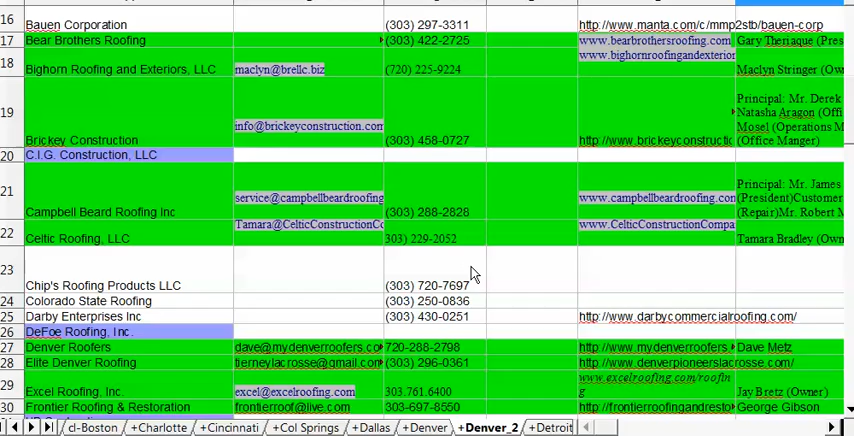 16 Bauen Corporation (303) 297-3311 http://www.manta.com/c/mmp2stb/bauen-corp
17 Bear Brothers Roofing (303) 422-2725 www.bearbrothersroofing.com Gary Theriaque (Pres
18 Bighorn Roofing and Exteriors, LLC maclyn@brellc.biz (720) 225-9224 www.bighornroofingandexterior Maclyn Stringer (Own
Principal: Mr. Derek
Natasha Aragon (Offi
Mosel (Operations M
(Office Manger)
19 Brickey Construction info@brickeyconstruction.com (303) 458-0727 http://www.brickeyconstructic
20 C.I.G. Construction, LLC
Principal: Mr. James
(President)Customer
(Repair)Mr. Robert M
21 Campbell Beard Roofing Inc service@campbellbeardroofing (303) 288-2828 www.campbellbeardroofing.com
22 Celtic Roofing, LLC Tamara@CelticConstructionCo 303) 229-2052 www.CelticConstructionCompa Tamara Bradley (Own
23 Chip's Roofing Products LLC (303) 720-7697
24 Colorado State Roofing (303) 250-0836
25 Darby Enterprises Inc (303) 430-0251 http://www.darbycommercialroofing.com/
26 DeFoe Roofing, Inc.
27 Denver Roofers dave@mydenverroofers.co 720-288-2798 http://www.mydenverroofers. Dave Metz
28 Elite Denver Roofing tierneylacrosse@gmail.com (303) 296-0361 http://www.denverpioneerslacrosse.com/
29 Excel Roofing, Inc. excel@excelroofing.com 303.761.6400 www.excelroofing.com/roofin
g Jay Bretz (Owner)
30 Frontier Roofing & Restoration frontierroof@live.com 303-697-8550 http://frontierroofingandresto George Gibson
cl-Boston +Charlotte +Cincinnati +Col Springs +Dallas +Denver +Denver_2 +Detroit